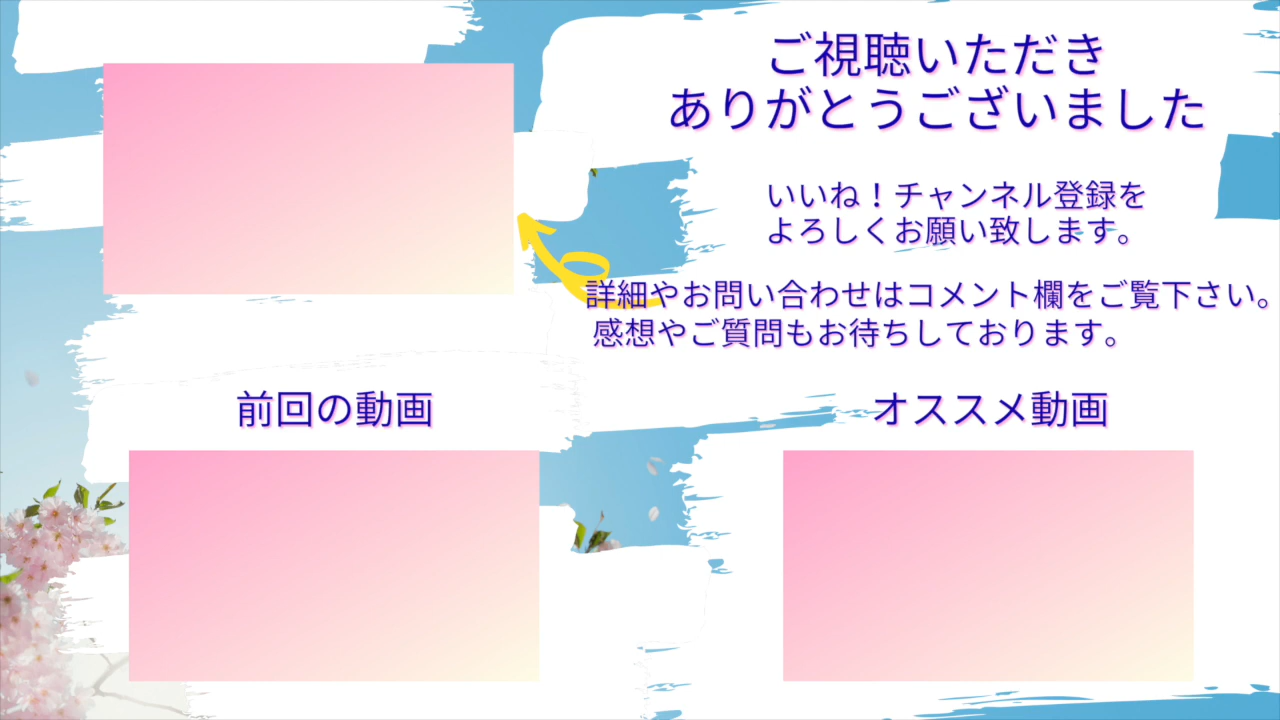 ご視聴いただき
ありがとうございました
いいね！チャンネル登録を
よろしくお願い致します。
詳細やお問い合わせはコメント欄をご覧下さい。
感想やご質問もお待ちしております。
前回の動画
オススメ動画